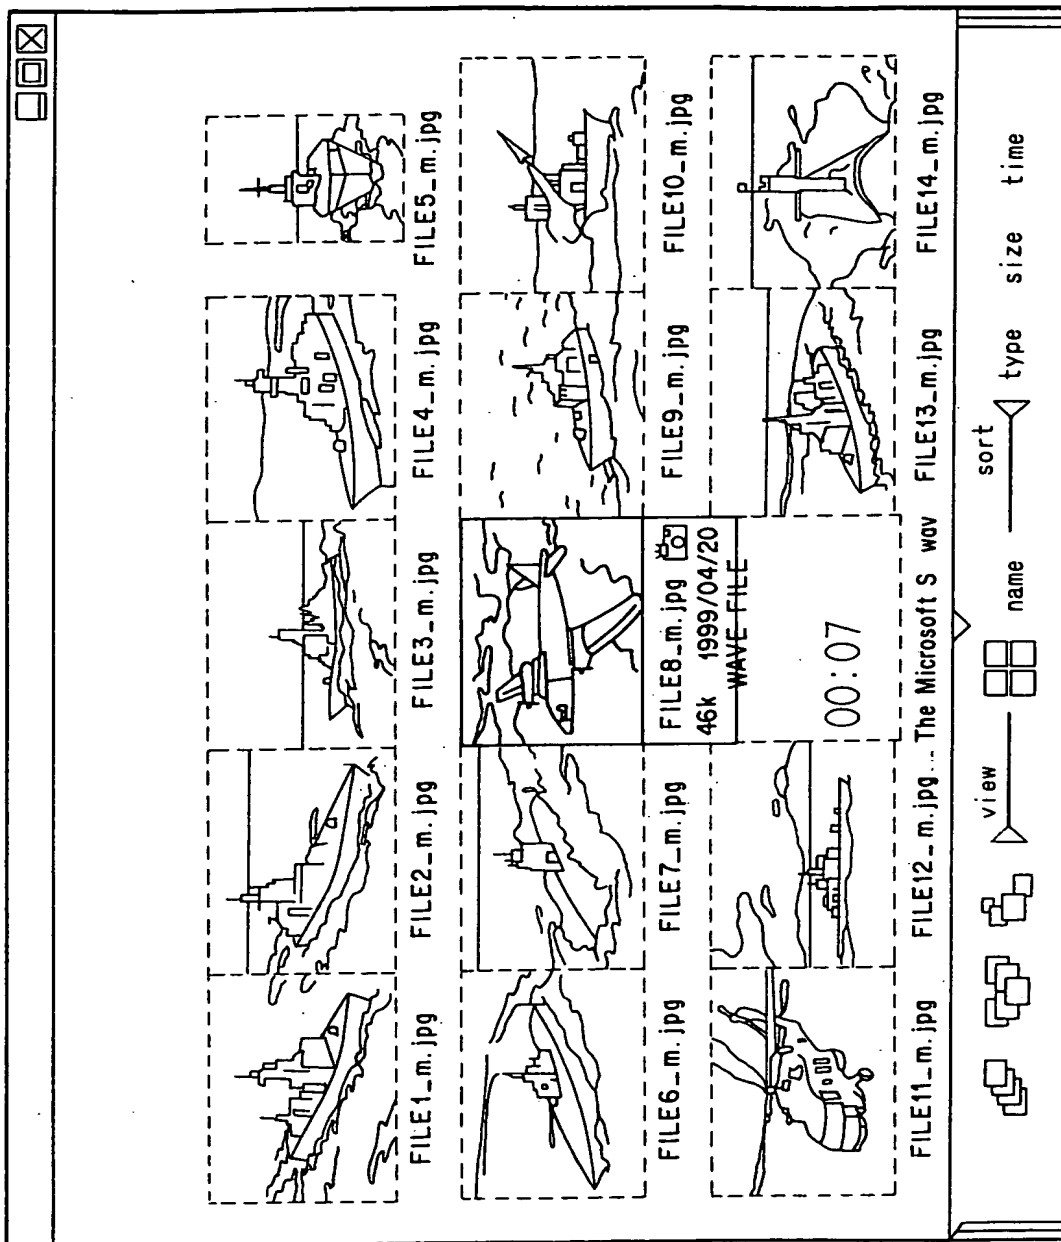 FILE1_m.jpg
FILE2_m.jpg
FILE3_m.jpg
FILE4_m.jpg
FILE5_m.jpg
FILE6_m.jpg
FILE7_m.jpg
FILE8_m.jpg
46k 1999/04/20
WAVE FILE
FILE9_m.jpg
FILE10_m.jpg
00:07
FILE11_m.jpg
FILE12_m.jpg... The Microsoft S wav
FILE13_m.jpg
FILE14_m.jpg
view
sort
name
type
size
time